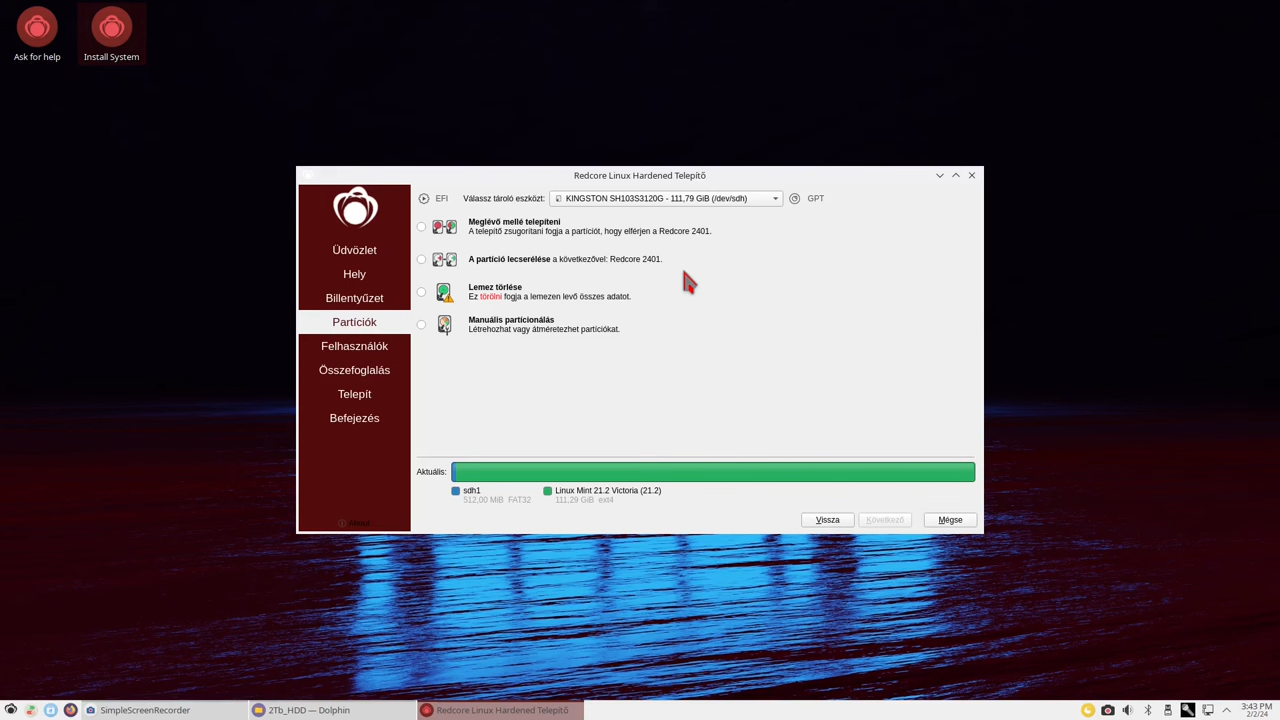 Ask for help
Install System
Redcore Linux Hardened Telepítő
EFI
Válassz tároló eszközt:
KINGSTON SH103S3120G - 111,79 GiB (/dev/sdh)
GPT
Üdvözlet
Hely
Billentyűzet
Partíciók
Felhasználók
Összefoglalás
Telepít
Befejezés
About
Meglévő mellé telepíteni
A telepítő zsugorítani fogja a partíciót, hogy elférjen a Redcore 2401.
A partíció lecserélése a következővel: Redcore 2401.
Lemez törlése
Ez törölni fogja a lemezen levő összes adatot.
Manuális partícionálás
Létrehozhat vagy átméretezhet partíciókat.
Aktuális:
sdh1
512,00 MiB FAT32
Linux Mint 21.2 Victoria (21.2)
111,29 GiB ext4
Vissza
Következő
Mégse
SimpleScreenRecorder
2Tb_HDD — Dolphin
Redcore Linux Hardened Telepítő
3:43 PM
2/2/24